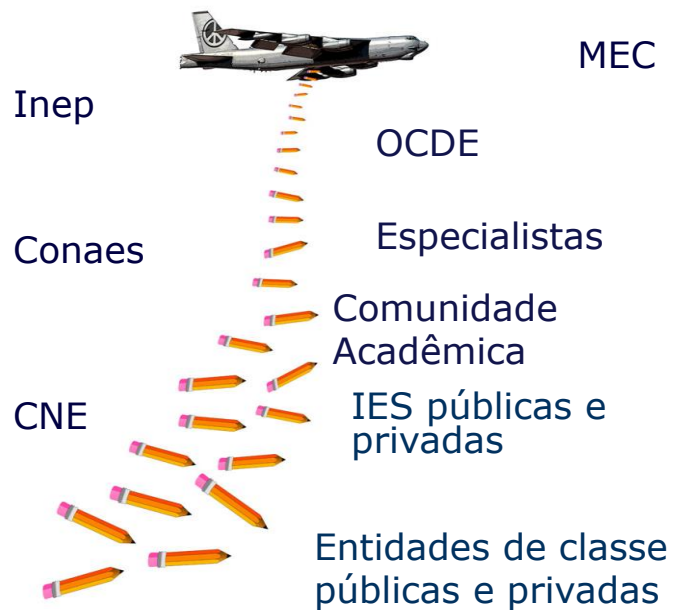 MEC
Inep
OCDE
Especialistas
Conaes
Comunidade
Acadêmica
IES públicas e
privadas
CNE
Entidades de classe
públicas e privadas